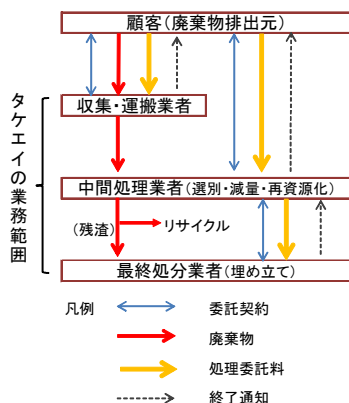 顧客(廃棄物排出元)
収集・運搬業者
タケエイの業務範囲
中間処理業者(選別・減量・再資源化)
(残渣)
リサイクル
最終処分業者(埋め立て)
凡例
委託契約
廃棄物
処理委託料
終了通知